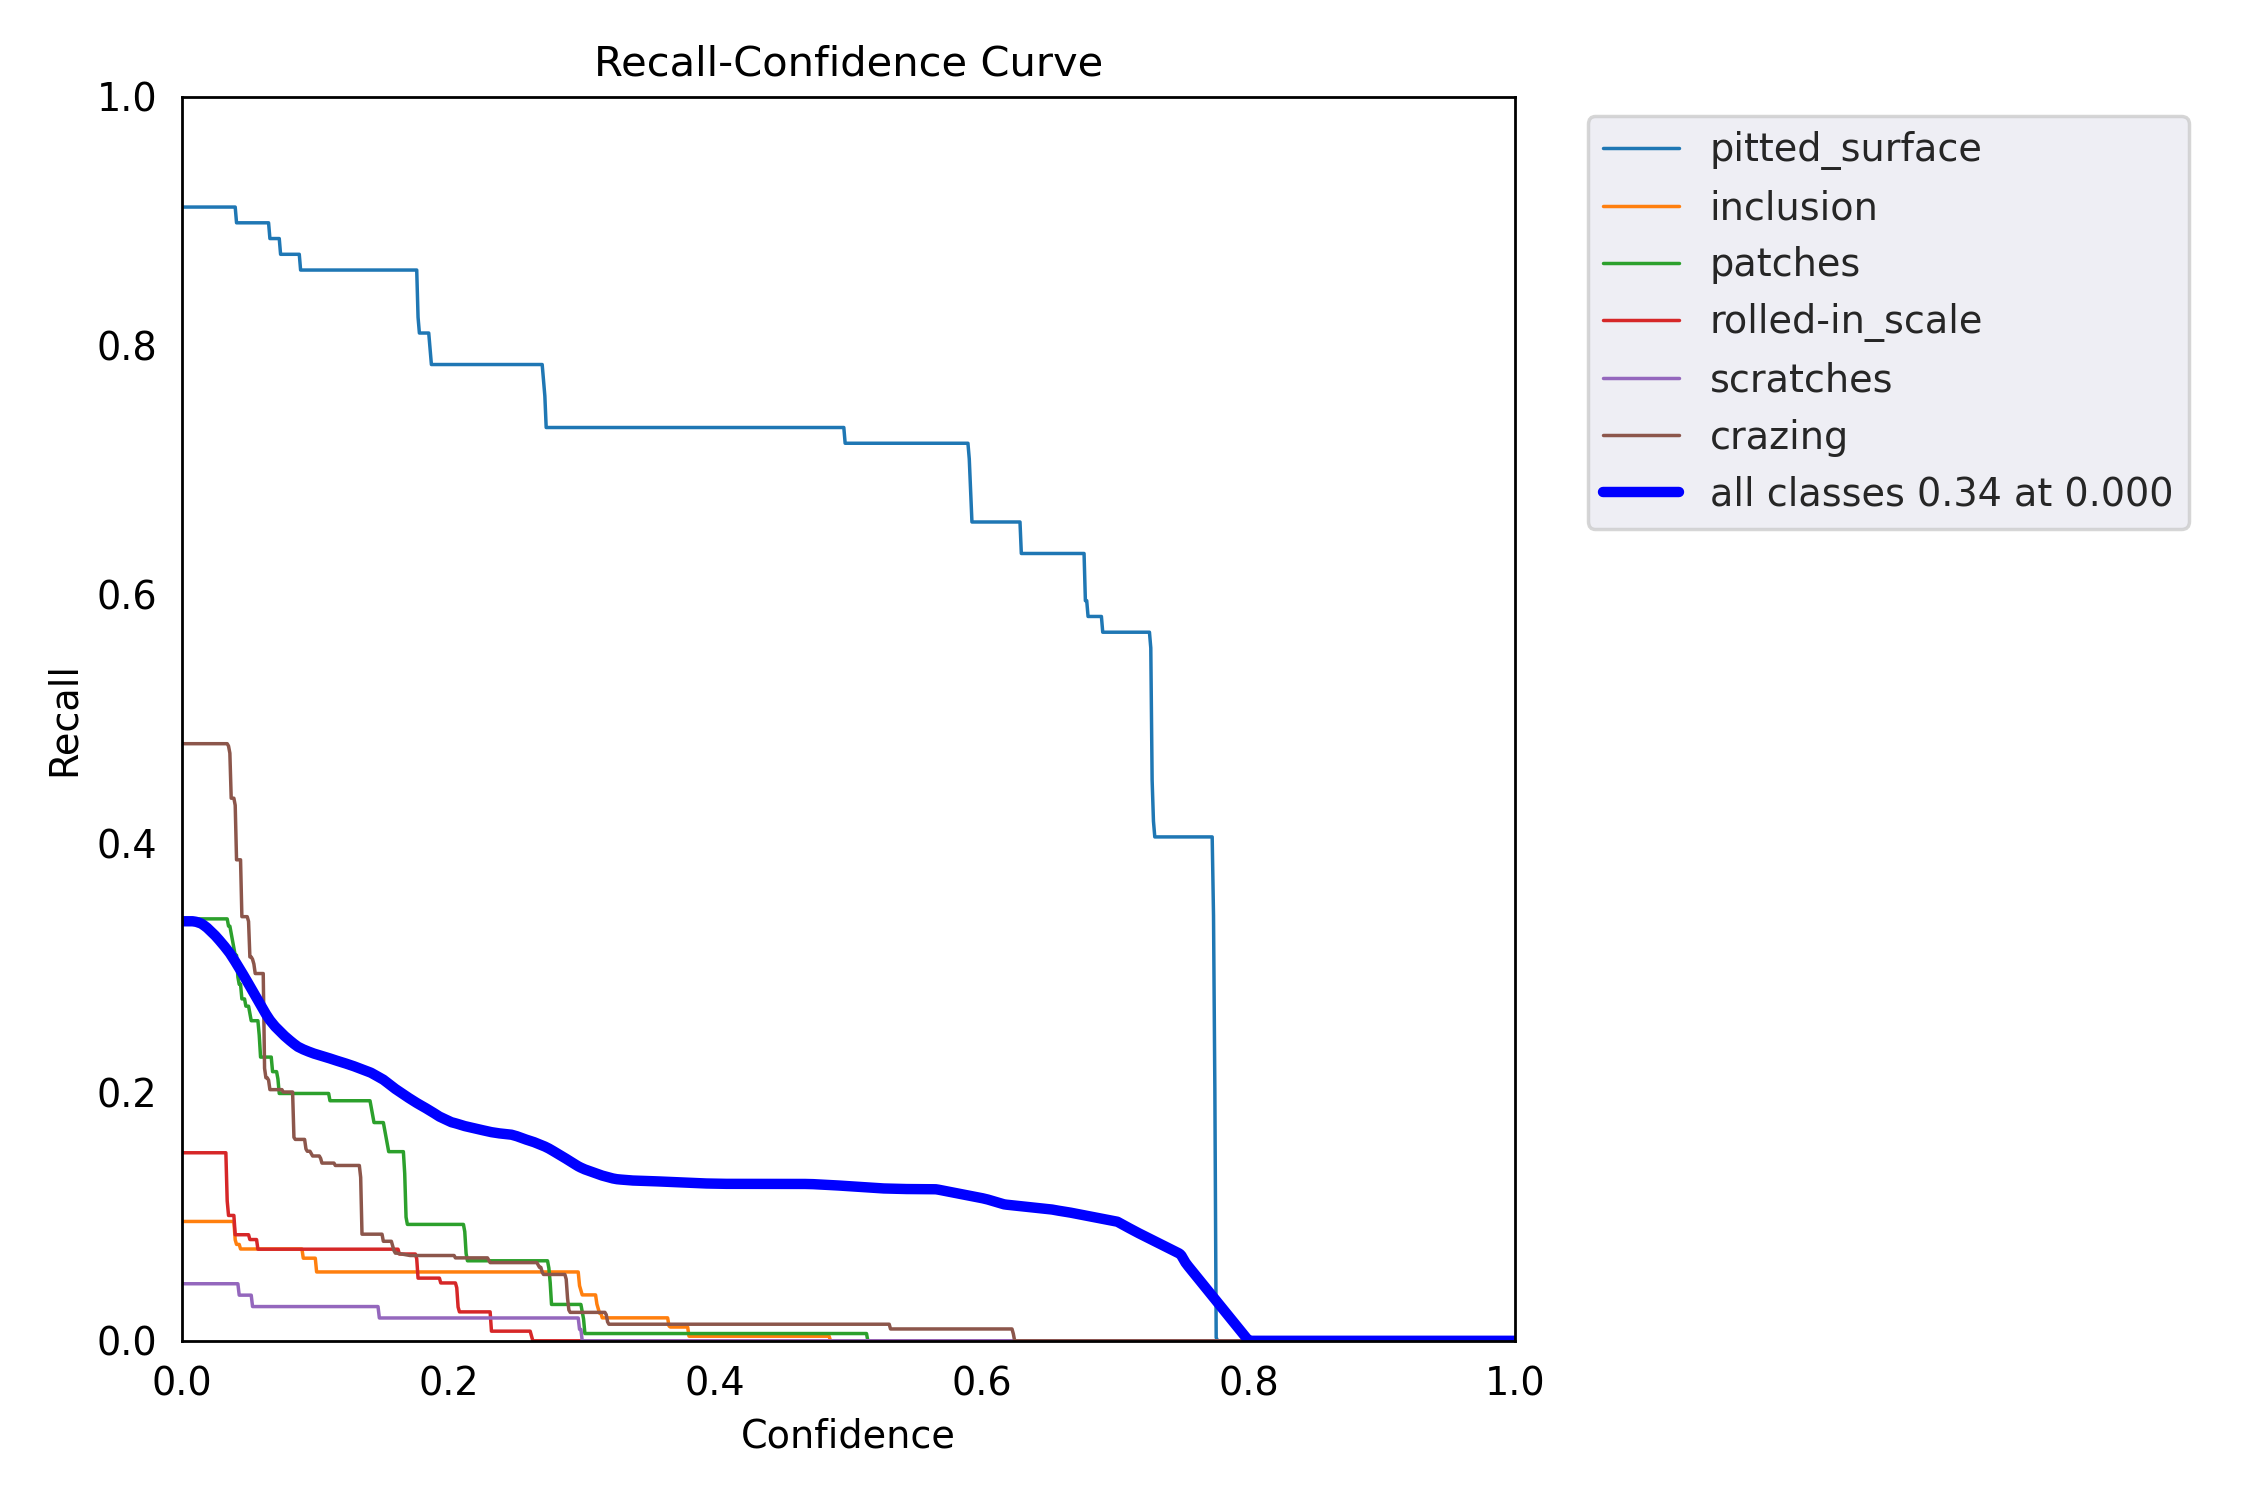 Recall-Confidence Curve
1.0
0.8
0.6
0.4
0.2
0.0
Recall
0.0 0.2 0.4 0.6 0.8 1.0
Confidence
pitted_surface
inclusion
patches
rolled-in_scale
scratches
crazing
all classes 0.34 at 0.000